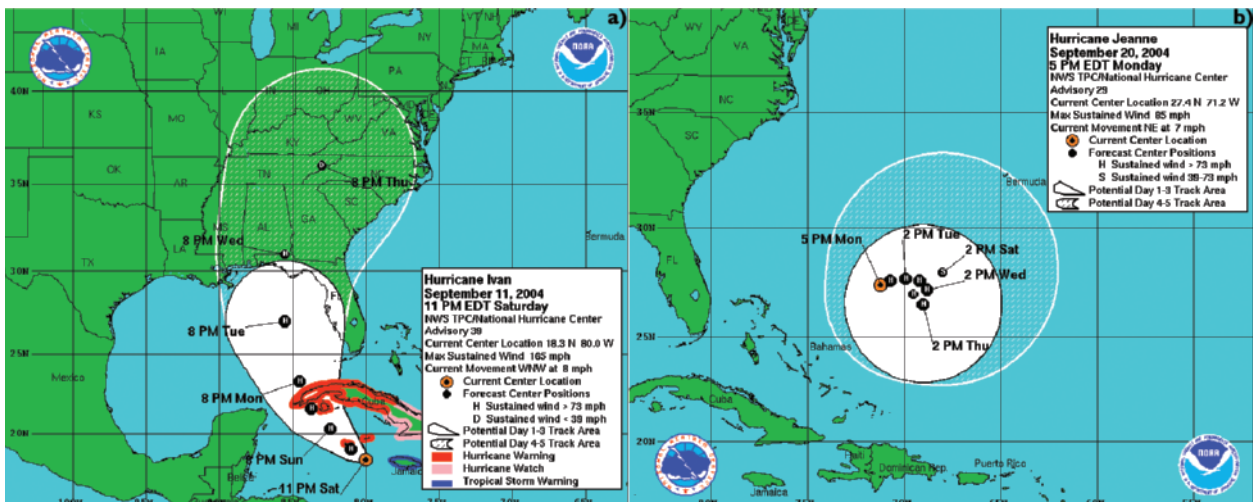 a)
WI
MI
NY
IA
PA
IN
OH
40N
KS
MO
WV
VA
KY
8 PM Thu
TN
NC
OK
AR
35N
SC
MS
AL
GA
8 PM Wed
LA
TX
Bermuda
30N
FL
8 PM Tue
25N
Mexico
8 PM Mon
Cuba
20N
8 PM Sun
Jamaica
Belize
11 PM Sat
Hurricane Ivan
September 11, 2004
11 PM EDT Saturday
NWS TPC/National Hurricane Center
Advisory 39
Current Center Location 18.3 N 80.0 W
Max Sustained Wind 165 mph
Current Movement WNW at 8 mph
Current Center Location
Forecast Center Positions
H Sustained wind > 73 mph
D Sustained wind < 39 mph
Potential Day 1-3 Track Area
Potential Day 4-5 Track Area
Hurricane Warning
Hurricane Watch
Tropical Storm Warning
NOAA
b)
WV
VA
NC
35N
SC
Bermuda
30N
FL
5 PM Mon
2 PM Tue
2 PM Sat
2 PM Wed
2 PM Thu
25N
Bahamas
Cuba
20N
Haiti
Dominican Rep.
Puerto Rico
Jamaica
Hurricane Jeanne
September 20, 2004
5 PM EDT Monday
NWS TPC/National Hurricane Center
Advisory 29
Current Center Location 27.4 N 71.2 W
Max Sustained Wind 85 mph
Current Movement NE at 7 mph
Current Center Location
Forecast Center Positions
H Sustained wind > 73 mph
S Sustained wind 39-73 mph
Potential Day 1-3 Track Area
Potential Day 4-5 Track Area
NOAA